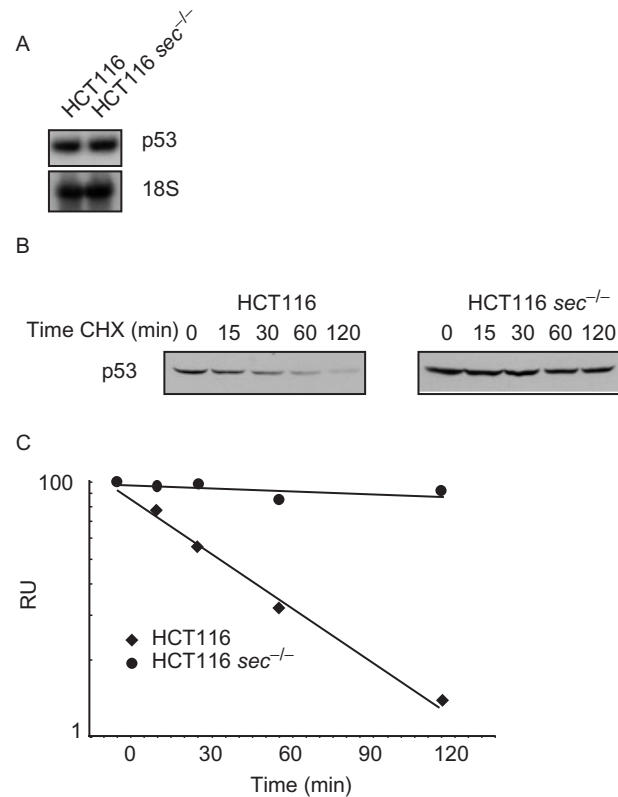 A
HCT116
HCT116 sec–/–
p53
18S
B
HCT116
HCT116 sec–/–
Time CHX (min) 0 15 30 60 120
0 15 30 60 120
p53
C
100
RU
HCT116
HCT116 sec–/–
1
0 30 60 90 120
Time (min)